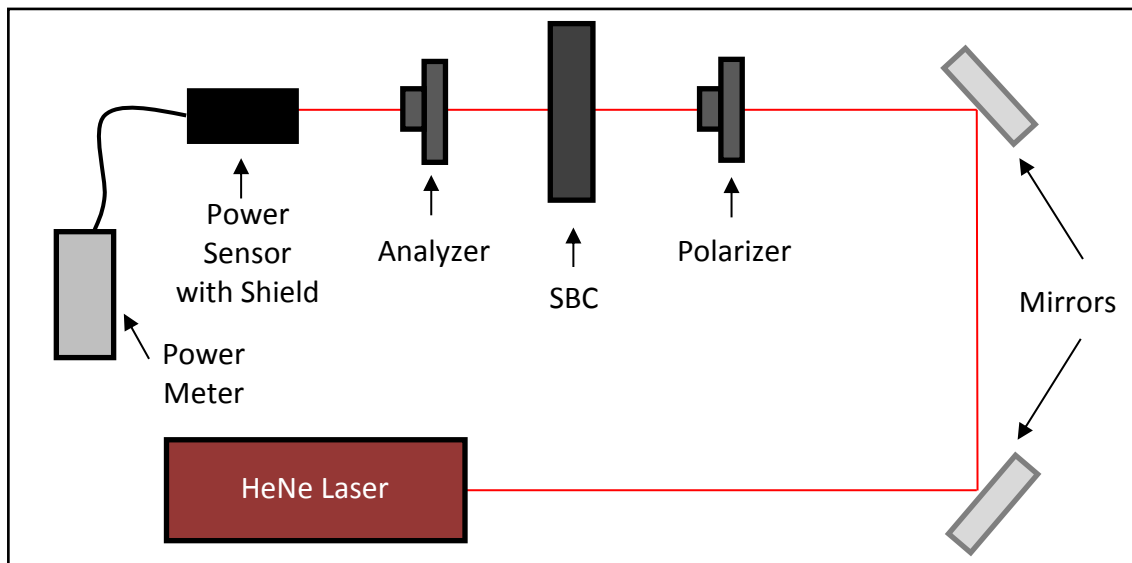 Power
Sensor
with Shield
Analyzer
SBC
Polarizer
Mirrors
Power
Meter
HeNe Laser